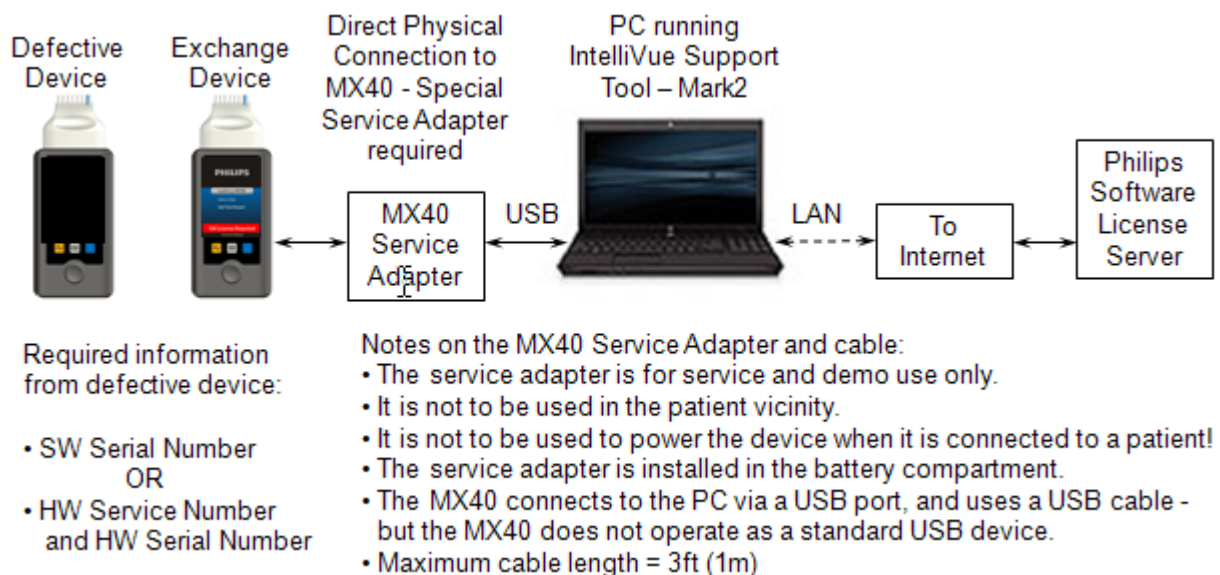 Defective
Device
Exchange
Device
Direct Physical
Connection to
MX40 - Special
Service Adapter
required
PC running
IntelliVue Support
Tool – Mark2
PHILIPS
SW License Required
MX40
Service
Adapter
USB
LAN
To
Internet
Philips
Software
License
Server
Required information
from defective device:
• SW Serial Number
OR
• HW Service Number
and HW Serial Number
Notes on the MX40 Service Adapter and cable:
• The service adapter is for service and demo use only.
• It is not to be used in the patient vicinity.
• It is not to be used to power the device when it is connected to a patient!
• The service adapter is installed in the battery compartment.
• The MX40 connects to the PC via a USB port, and uses a USB cable -
but the MX40 does not operate as a standard USB device.
• Maximum cable length = 3ft (1m)